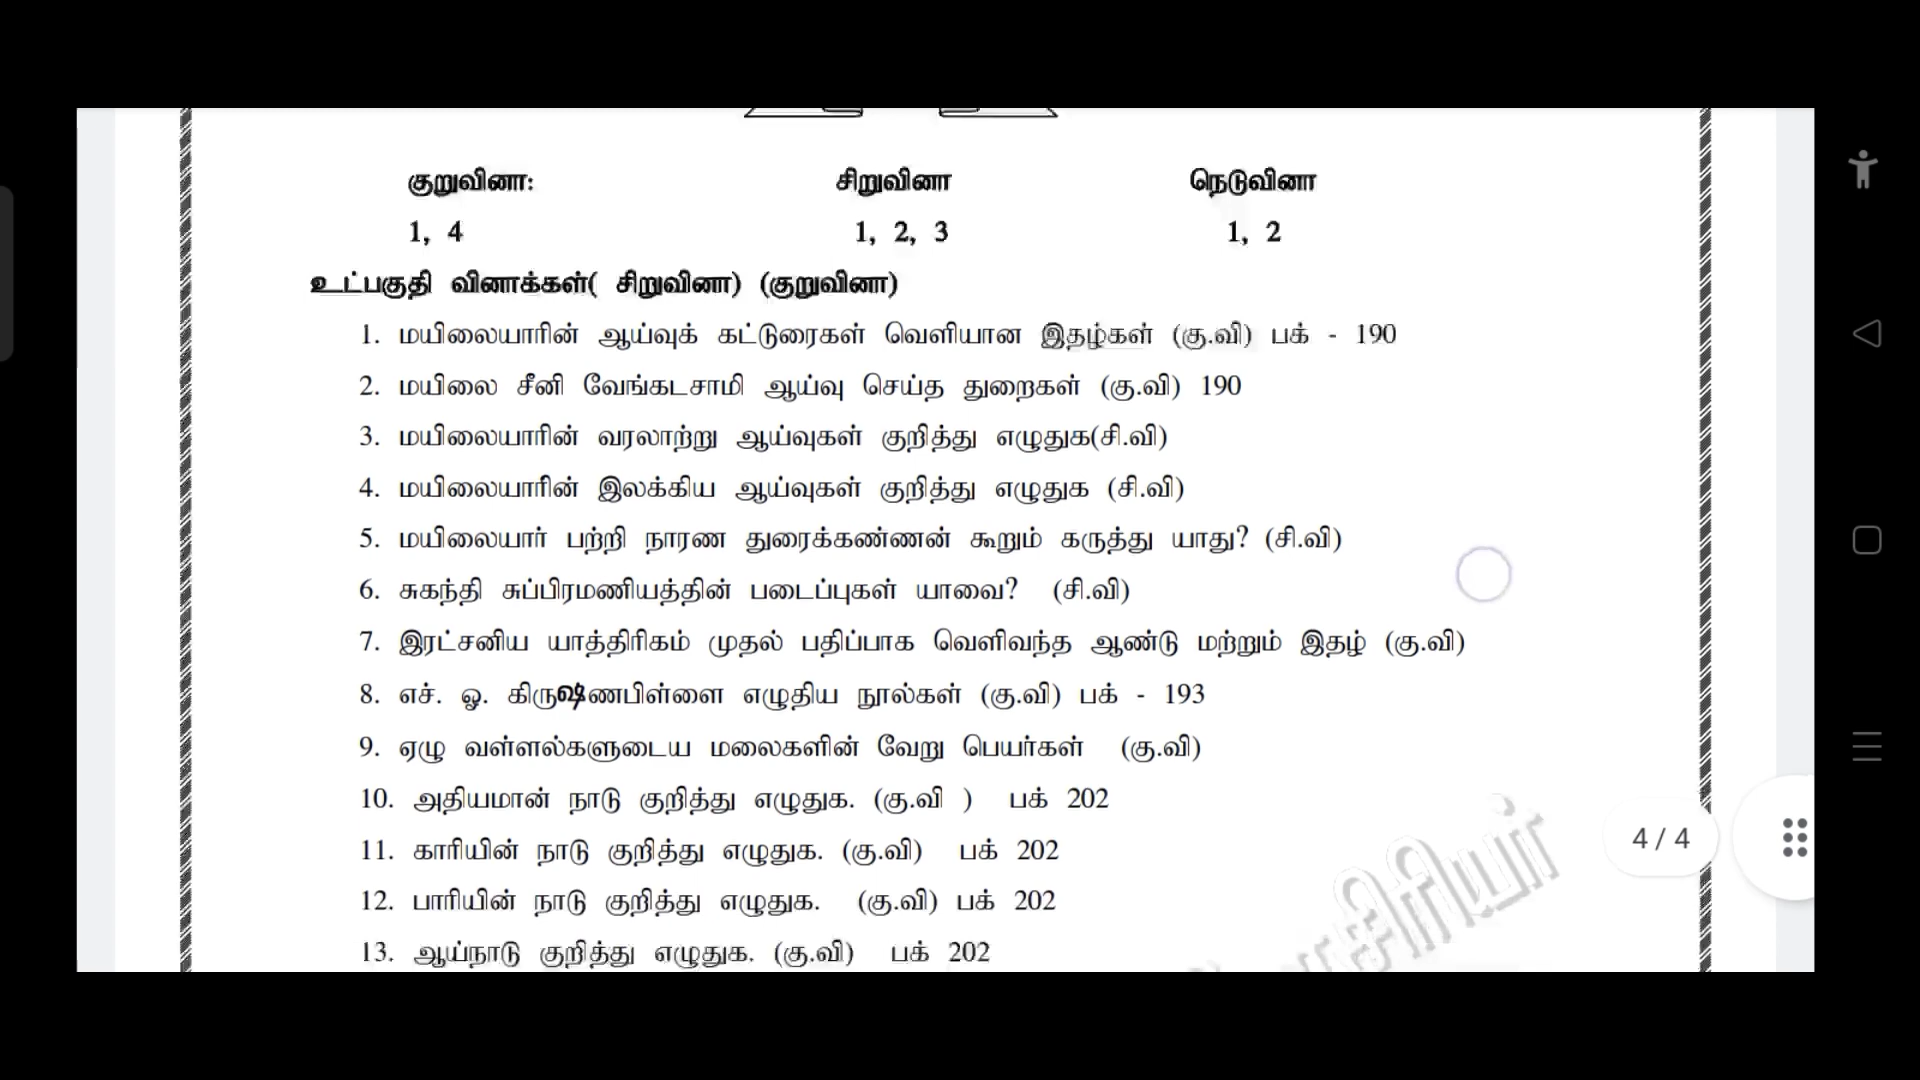 குறுவினா: சிறுவினா நெடுவினா
1, 4 1, 2, 3 1, 2
உட்பகுதி வினாக்கள்( சிறுவினா) (குறுவினா)
1. மயிலையாரின் ஆய்வுக் கட்டுரைகள் வெளியான இதழ்கள் (கு.வி) பக் - 190
2. மயிலை சீனி வேங்கடசாமி ஆய்வு செய்த துறைகள் (கு.வி) 190
3. மயிலையாரின் வரலாற்று ஆய்வுகள் குறித்து எழுதுக(சி.வி)
4. மயிலையாரின் இலக்கிய ஆய்வுகள் குறித்து எழுதுக (சி.வி)
5. மயிலையார் பற்றி நாரண துரைக்கண்ணன் கூறும் கருத்து யாது? (சி.வி)
6. சுகந்தி சுப்பிரமணியத்தின் படைப்புகள் யாவை? (சி.வி)
7. இரட்சனிய யாத்திரிகம் முதல் பதிப்பாக வெளிவந்த ஆண்டு மற்றும் இதழ் (கு.வி)
8. எச். ஓ. கிருஷ்ணபிள்ளை எழுதிய நூல்கள் (கு.வி) பக் - 193
9. ஏழு வள்ளல்களுடைய மலைகளின் வேறு பெயர்கள் (கு.வி)
10. அதியமான் நாடு குறித்து எழுதுக. (கு.வி ) பக் 202
11. காரியின் நாடு குறித்து எழுதுக. (கு.வி) பக் 202
12. பாரியின் நாடு குறித்து எழுதுக. (கு.வி) பக் 202
13. ஆய்நாடு குறித்து எழுதுக. (கு.வி) பக் 202
4 / 4